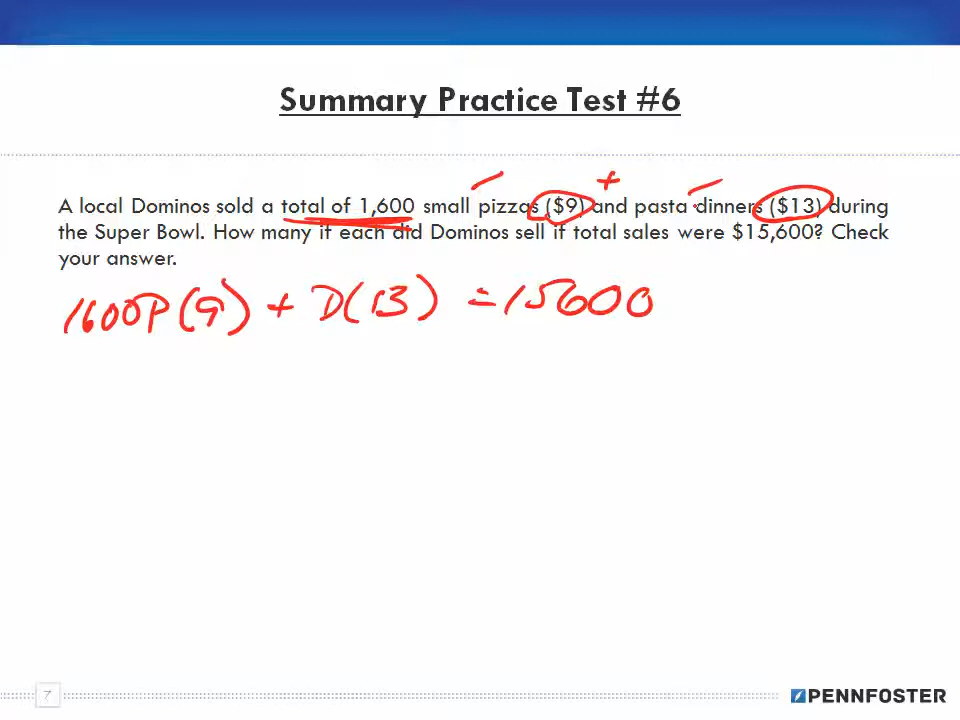 Summary Practice Test #6
+
A local Dominos sold a total of 1,600 small pizzas ($9) and pasta dinners ($13) during
the Super Bowl. How many if each did Dominos sell if total sales were $15,600? Check
your answer.
1600P(9) + D(13) = 15600
7
PENNFOSTER